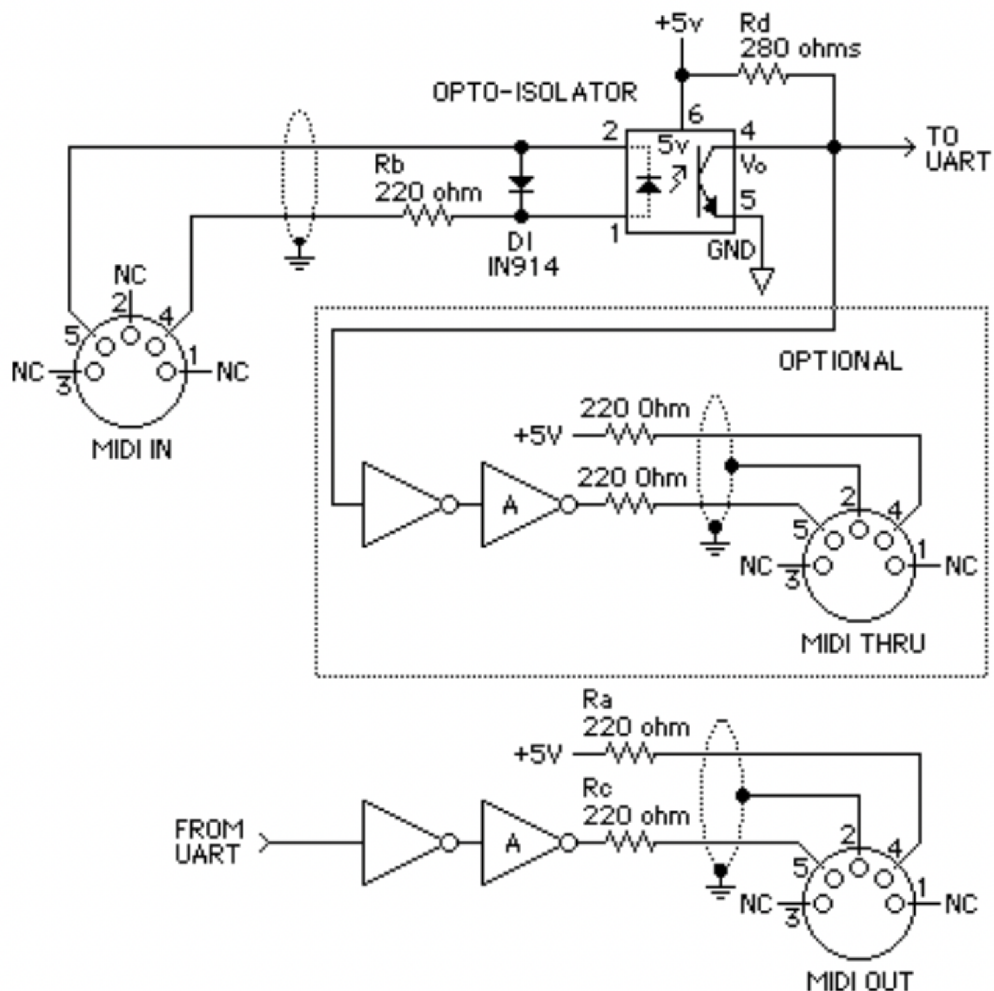 +5v
Rd
280 ohms
OPTO-ISOLATOR
6
2
5v
4
Vo
TO
UART
Rb
220 ohm
1
5
GND
D1
IN914
NC
2
5
4
NC
3
1
NC
MIDI IN
OPTIONAL
220 Ohm
+5V
220 Ohm
A
2
5
4
NC
3
1
NC
MIDI THRU
Ra
220 ohm
+5V
Rc
220 ohm
FROM
UART
A
2
5
4
NC
3
1
NC
MIDI OUT